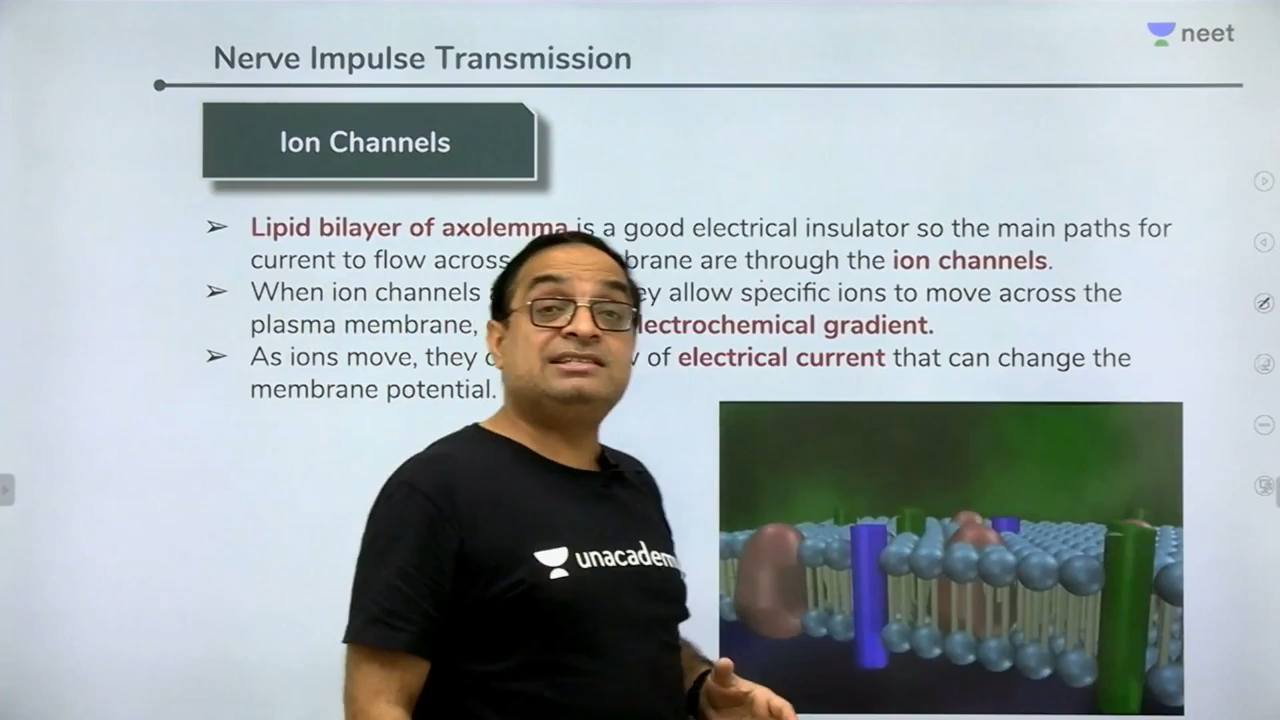 neet
Nerve Impulse Transmission
Ion Channels
➢ Lipid bilayer of axolemma is a good electrical insulator so the main paths for
current to flow across brane are through the ion channels.
➢ When ion channels ey allow specific ions to move across the
plasma membrane, lectrochemical gradient.
➢ As ions move, they of electrical current that can change the
membrane potential.
unacadem